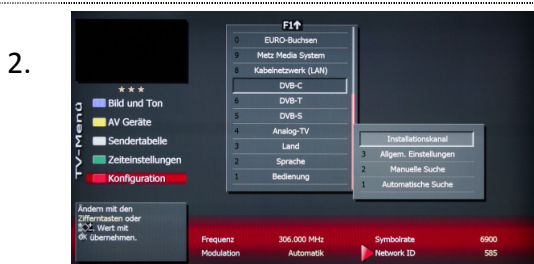 2.
F1↑
0 EURO-Buchsen
9 Metz Media System
8 Kabelnetzwerk (LAN)
DVB-C
6 DVB-T
5 DVB-S
4 Analog-TV
3 Land
2 Sprache
1 Bedienung
TV-Menü
★★★
Bild und Ton
AV Geräte
Sendertabelle
Zeiteinstellungen
Konfiguration
Installationskanal
3 Allgem. Einstellungen
2 Manuelle Suche
1 Automatische Suche
Ändern mit den
Zifferntasten oder
Wert mit
OK übernehmen.
Frequenz 306.000 MHz Symbolrate 6900
Modulation Automatik Network ID 585